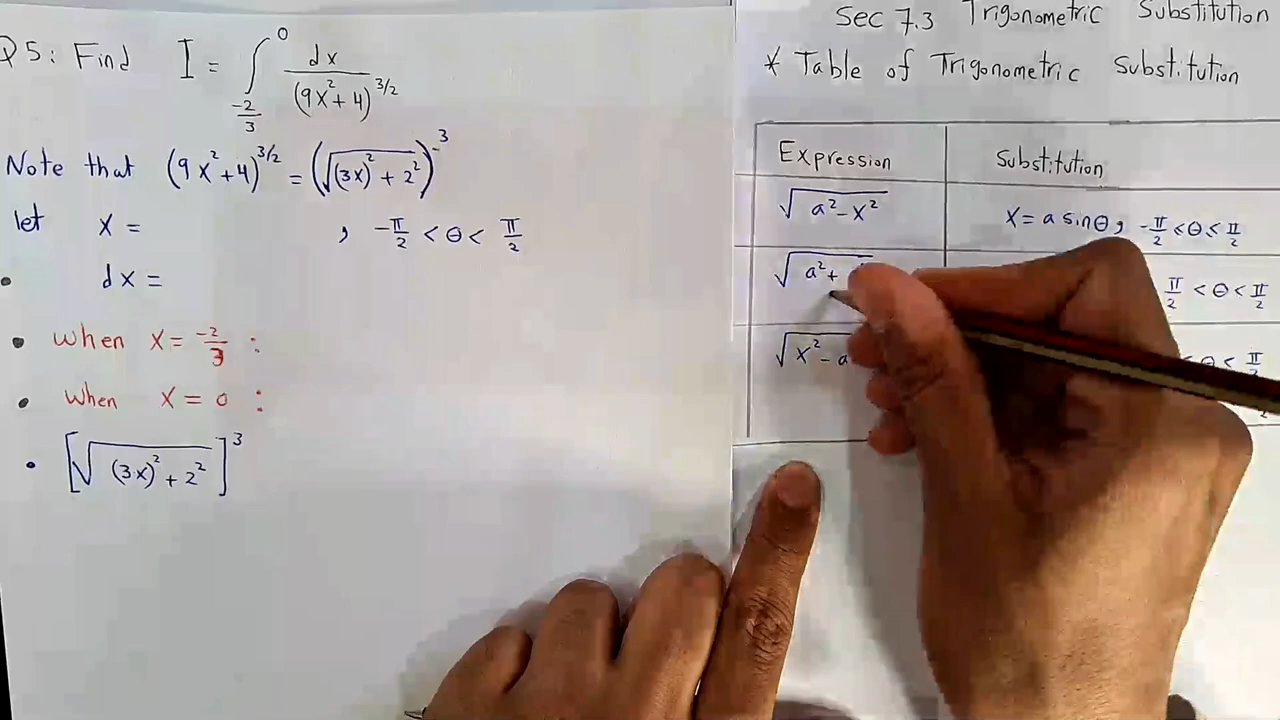 Q5: Find I = ∫_{-2/3}^{0} dx / (9x²+4)^{3/2}
Note that (9x²+4)^{3/2} = (√((3x)²+2²))^{-3}
let x = , -π/2 < θ < π/2
• dx =
• when x = -2/3 :
• when x = 0 :
• [√((3x)²+2²)]³
Sec 7.3 Trigonometric Substitution
* Table of Trigonometric Substitution
Expression Substitution
√(a²-x²) x = a sinθ, -π/2 < θ < π/2
√(a²+ π/2 < θ < π/2
√(x²-a < θ < π/2